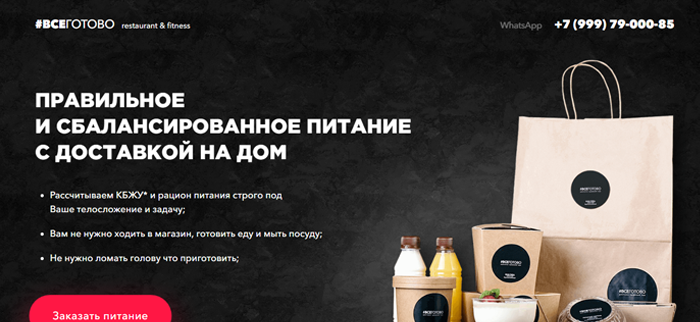 #ВСЕГОТОВО restaurant & fitness WhatsApp +7 (999) 79-000-85
ПРАВИЛЬНОЕ
И СБАЛАНСИРОВАННОЕ ПИТАНИЕ
С ДОСТАВКОЙ НА ДОМ
• Рассчитываем КБЖУ* и рацион питания строго под
Ваше телосложение и задачу;
• Вам не нужно ходить в магазин, готовить еду и мыть посуду;
• Не нужно ломать голову что приготовить;
Заказать питание
#ВСЕГОТОВО
#ВСЕГОТОВО
#ВСЕГОТОВО
#ВСЕГОТОВО